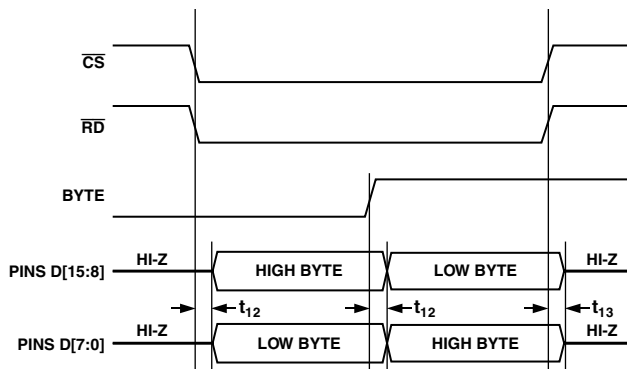 CS
RD
BYTE
PINS D[15:8] HI-Z HIGH BYTE LOW BYTE HI-Z
t12 t12 t13
PINS D[7:0] HI-Z LOW BYTE HIGH BYTE HI-Z